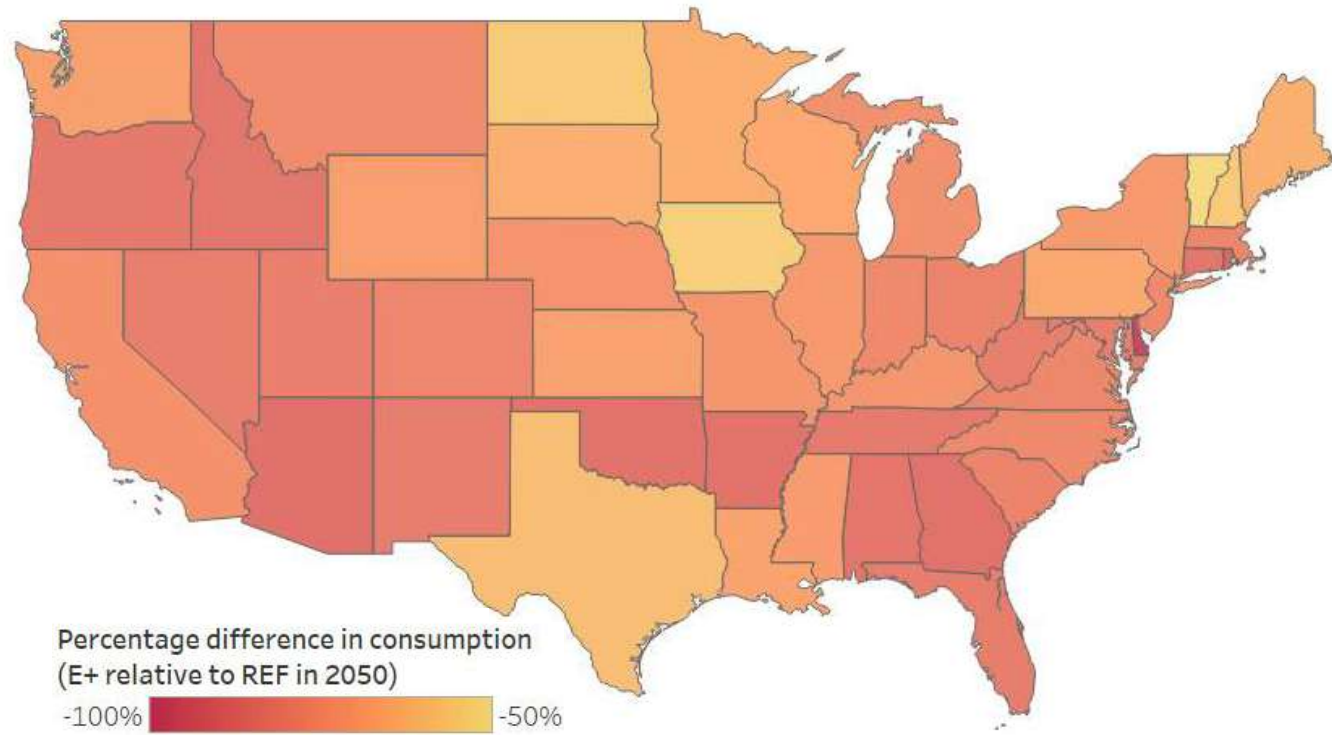 Percentage difference in consumption
(E+ relative to REF in 2050)
-100% -50%